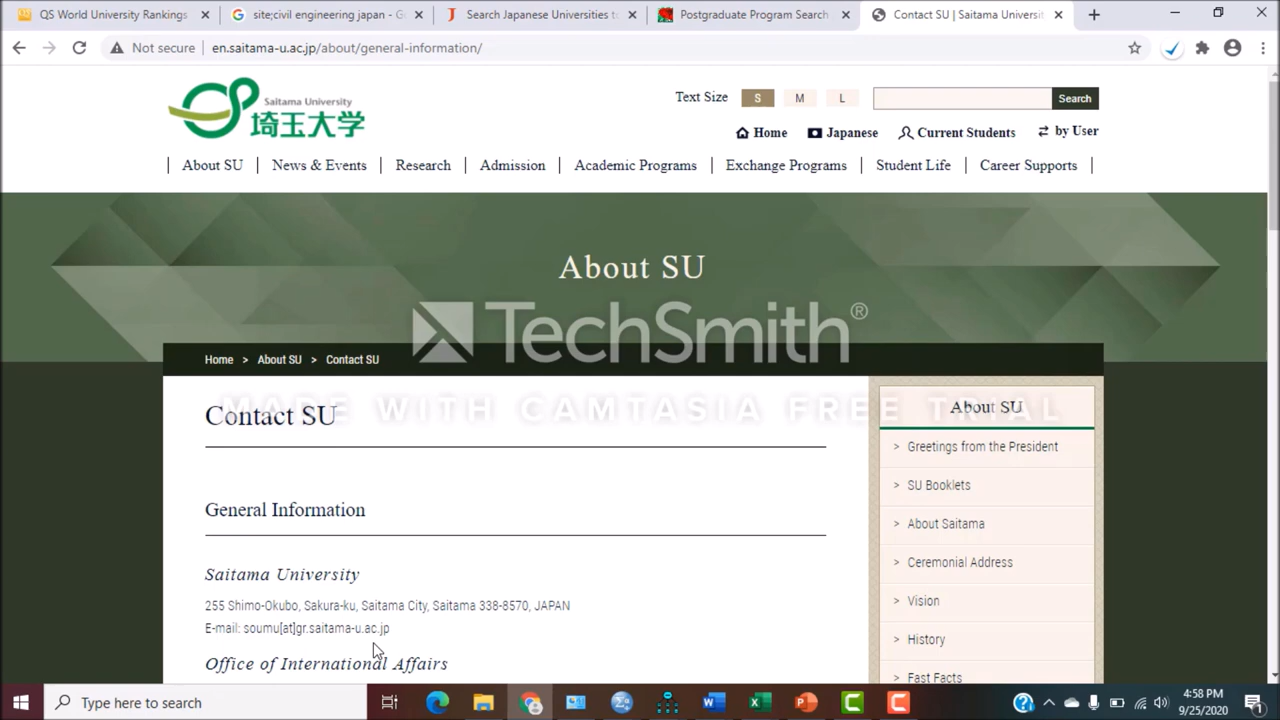 QS World University Rankings
site;civil engineering japan - G
Search Japanese Universities to
Postgraduate Program Search
Contact SU | Saitama Universit
Not secure
en.saitama-u.ac.jp/about/general-information/
Saitama University
埼玉大学
Text Size S M L
Search
Home Japanese Current Students by User
About SU News & Events Research Admission Academic Programs Exchange Programs Student Life Career Supports
About SU
TechSmith®
Home > About SU > Contact SU
MADE WITH CAMTASIA FREE TRIAL
Contact SU
About SU
> Greetings from the President
> SU Booklets
> About Saitama
> Ceremonial Address
> Vision
> History
> Fast Facts
General Information
Saitama University
255 Shimo-Okubo, Sakura-ku, Saitama City, Saitama 338-8570, JAPAN
E-mail: soumu[at]gr.saitama-u.ac.jp
Office of International Affairs
Type here to search
4:58 PM
9/25/2020
1